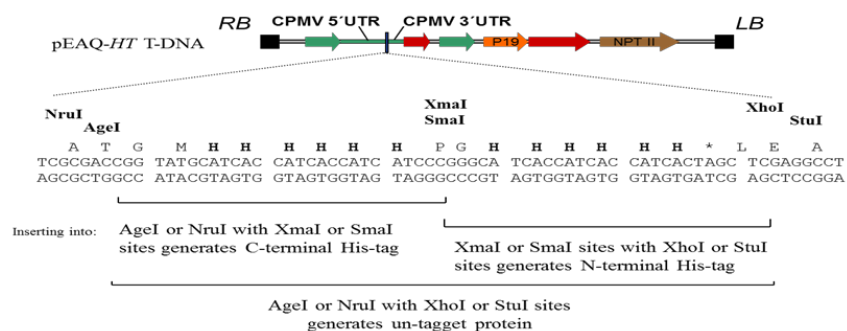 RB CPMV 5´UTR CPMV 3´UTR LB
pEAQ-HT T-DNA P19 NPT II
XmaI XhoI
NruI SmaI StuI
AgeI
A T G M H H H H H H P G H H H H H H * L E A
TCGCGACCGG TATGCATCAC CATCACCATC ATCCCGGGCA TCACCATCAC CATCACTAGC TCGAGGCCT
AGCGCTGGCC ATACGTAGTG GTAGTGGTAG TAGGGCCCGT AGTGGTAGTG GTAGTGATCG AGCTCCGGA
Inserting into: AgeI or NruI with XmaI or SmaI
sites generates C-terminal His-tag
XmaI or SmaI sites with XhoI or StuI
sites generates N-terminal His-tag
AgeI or NruI with XhoI or StuI sites
generates un-tagget protein